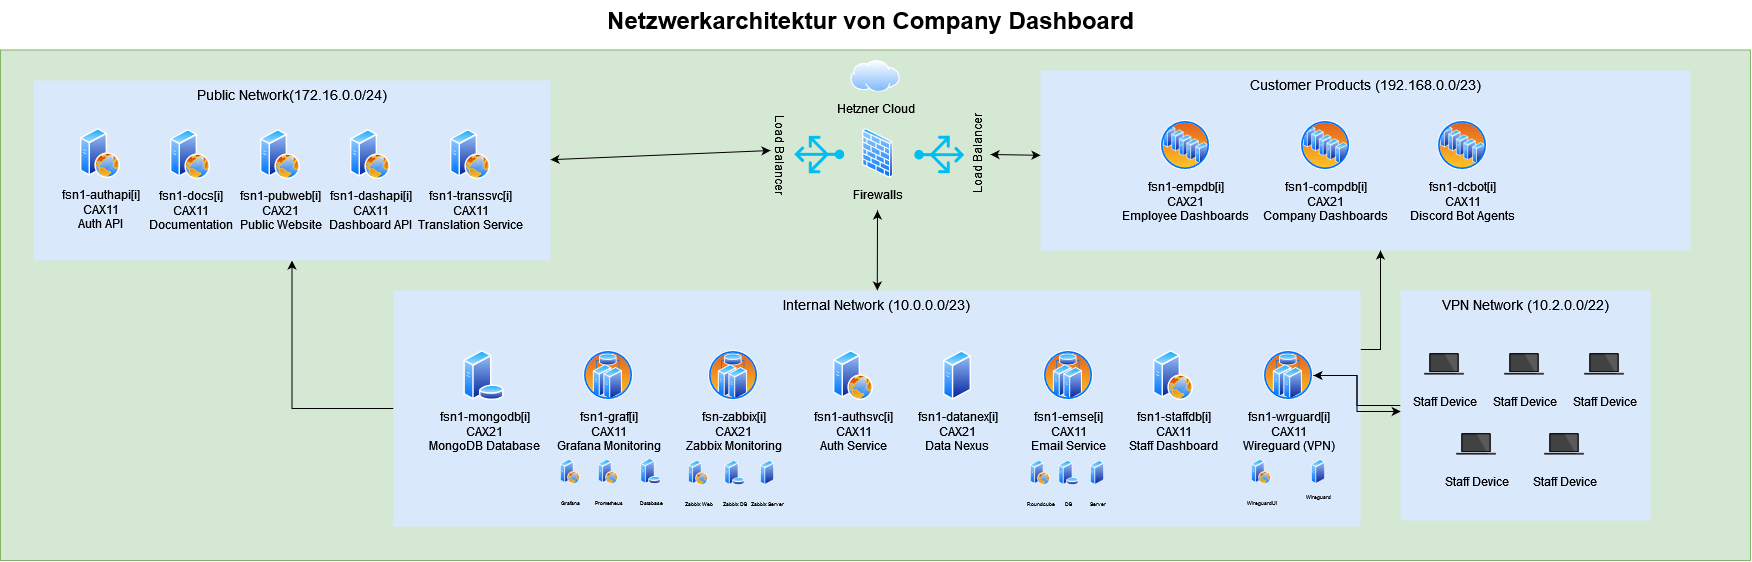 Netzwerkarchitektur von Company Dashboard
Public Network(172.16.0.0/24)
fsn1-authapi[i]
CAX11
Auth API
fsn1-docs[i]
CAX11
Documentation
fsn1-pubweb[i]
CAX21
Public Website
fsn1-dashapi[i]
CAX11
Dashboard API
fsn1-transsvc[i]
CAX11
Translation Service
Load Balancer
Hetzner Cloud
Firewalls
Load Balancer
Customer Products (192.168.0.0/23)
fsn1-empdb[i]
CAX21
Employee Dashboards
fsn1-compdb[i]
CAX21
Company Dashboards
fsn1-dcbot[i]
CAX11
Discord Bot Agents
Internal Network (10.0.0.0/23)
fsn1-mongodb[i]
CAX21
MongoDB Database
fsn1-graf[i]
CAX11
Grafana Monitoring
Grafana
Prometheus
Database
fsn-zabbix[i]
CAX21
Zabbix Monitoring
Zabbix Web
Zabbix DB
Zabbix Server
fsn1-authsvc[i]
CAX11
Auth Service
fsn1-datanex[i]
CAX21
Data Nexus
fsn1-emse[i]
CAX11
Email Service
Roundcube
DB
Server
fsn1-staffdb[i]
CAX11
Staff Dashboard
fsn1-wrguard[i]
CAX11
Wireguard (VPN)
WireguardUI
Wireguard
VPN Network (10.2.0.0/22)
Staff Device
Staff Device
Staff Device
Staff Device
Staff Device